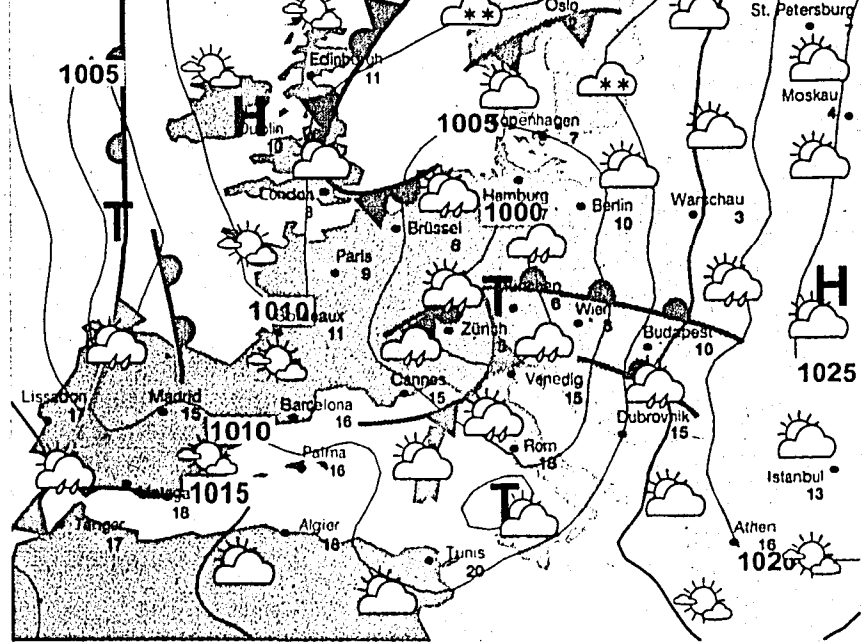 Oslo
St. Petersburg
Edinburgh
11
1005
Moskau
4
H
Dublin
10
1005
Kopenhagen
7
London
8
Hamburg
1000
7
Berlin
10
Warschau
3
T
Brüssel
8
Paris
9
H
T
München
6
Wien
1010
11
Zürich
Budapest
10
1025
Cannes
15
Venedig
15
Lissabon
17
Madrid
15
Barcelona
16
Dubrovnik
15
1010
Palma
16
Rom
18
Istanbul
13
1015
Malaga
18
T
Tanger
17
Algier
18
Athen
16
1020
Tunis
20